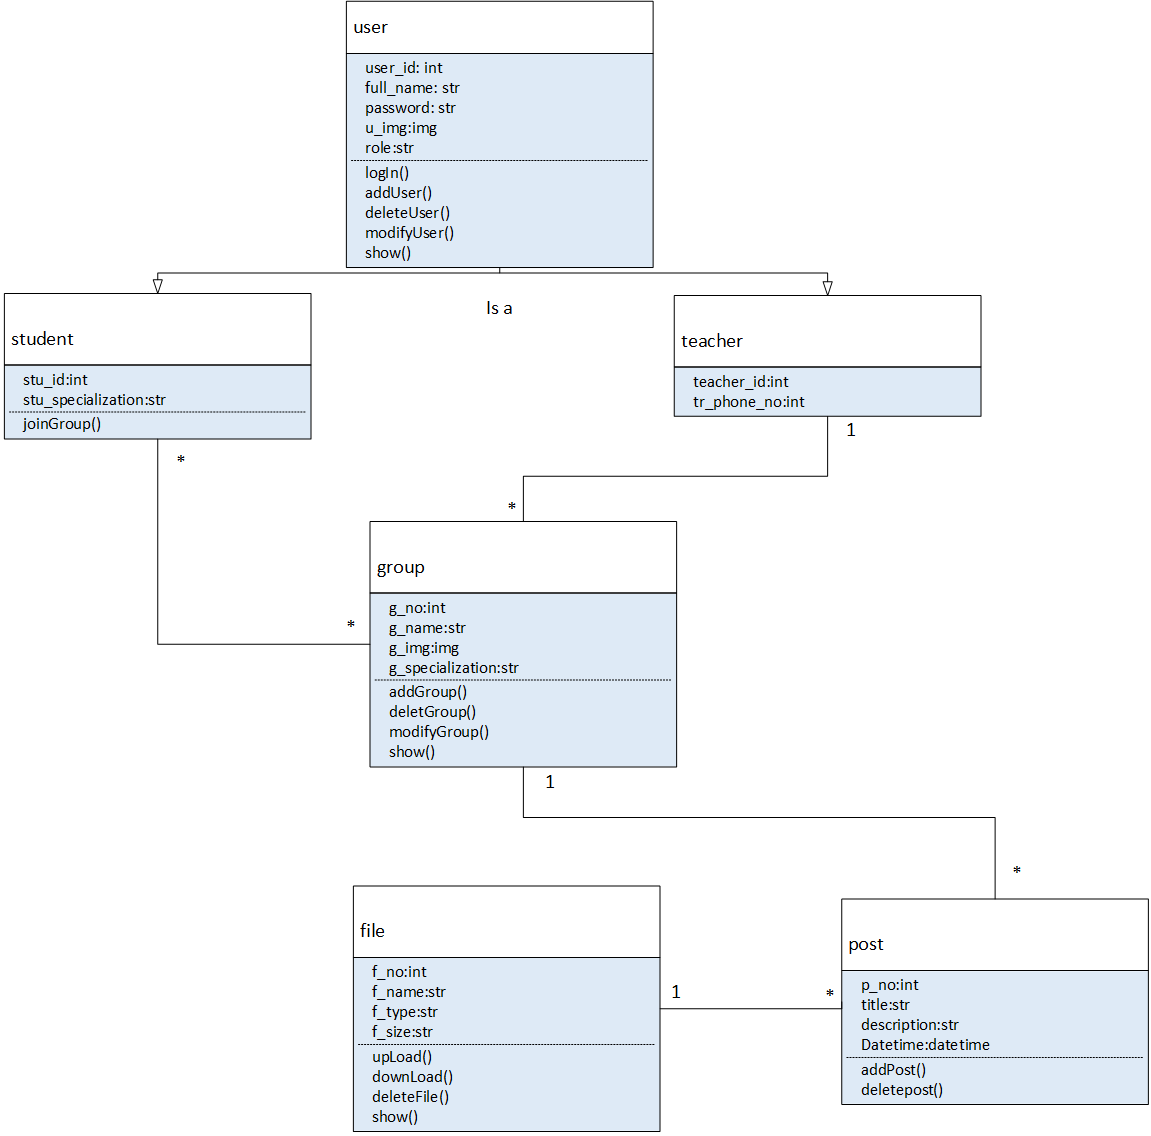 user
user_id: int
full_name: str
password: str
u_img:img
role:str
logIn()
addUser()
deleteUser()
modifyUser()
show()
Is a
student
stu_id:int
stu_specialization:str
joinGroup()
teacher
teacher_id:int
tr_phone_no:int
1
*
*
*
group
g_no:int
g_name:str
g_img:img
g_specialization:str
addGroup()
deletGroup()
modifyGroup()
show()
1
*
file
f_no:int
f_name:str
f_type:str
f_size:str
upLoad()
downLoad()
deleteFile()
show()
1
*
post
p_no:int
title:str
description:str
Datetime:datetime
addPost()
deletepost()